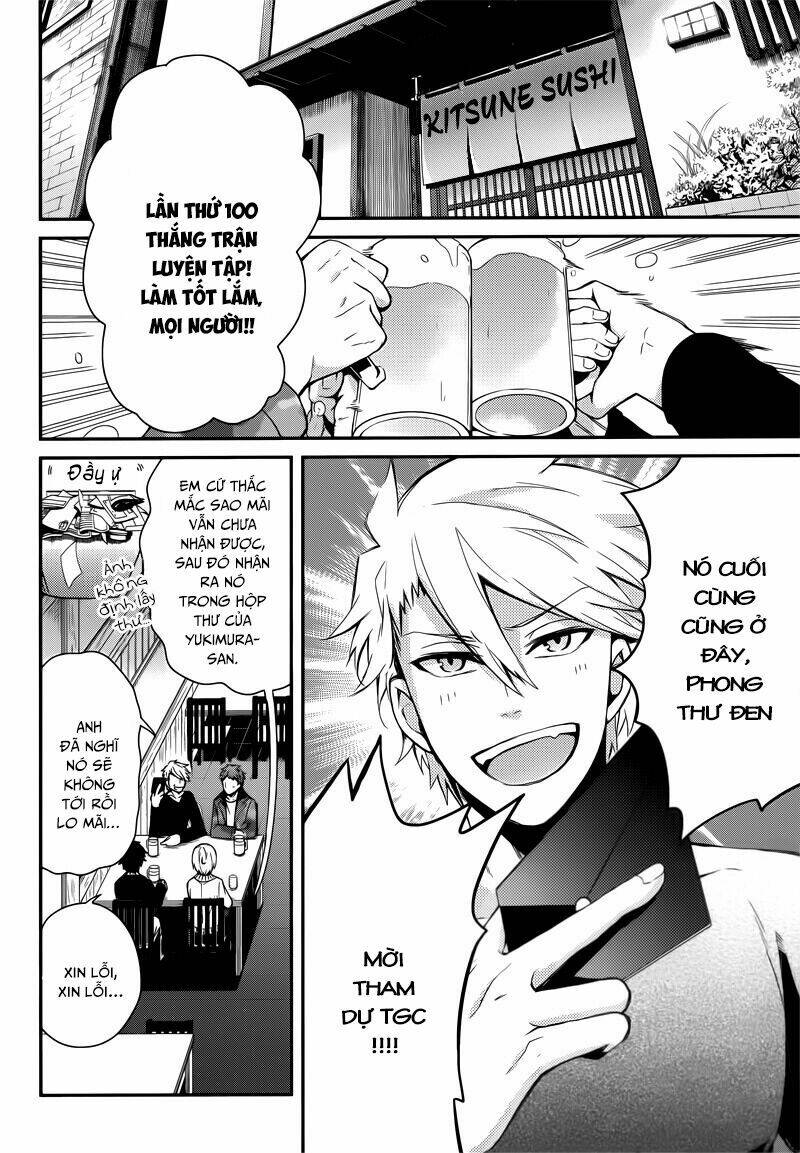 KITSUNE SUSHI
LẦN THỨ 100
THẮNG TRẬN
LUYỆN TẬP!
LÀM TỐT LẮM,
MỌI NGƯỜI!!
NÓ CUỐI
CÙNG
CŨNG Ở
ĐÂY,
PHONG
THƯ ĐEN
MỜI
THAM
DỰ TGC
!!!!
EM CỨ THẮC
MẮC SAO MÃI
VẪN CHƯA
NHẬN ĐƯỢC,
SAU ĐÓ NHẬN
RA NÓ
TRONG HỘP
THƯ CỦA
YUKIMURA-
SAN.
Đầy ự
Ảnh
không
định lấy
thư...
ANH
ĐÃ NGHĨ
NÓ SẼ
KHÔNG
TỚI RỒI
LO MÃI...
XIN LỖI,
XIN LỖI...